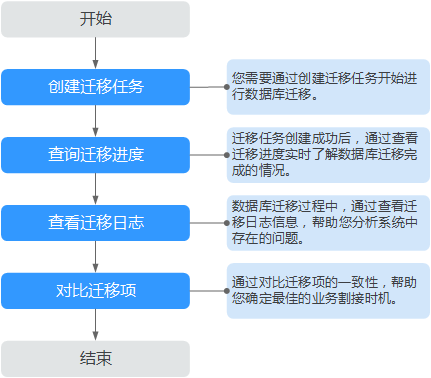 开始
创建迁移任务
您需要通过创建迁移任务开始进
行数据库迁移。
查询迁移进度
迁移任务创建成功后，通过查看
迁移进度实时了解数据库迁移完
成的情况。
查看迁移日志
数据库迁移过程中，通过查看迁
移日志信息，帮助您分析系统中
存在的问题。
对比迁移项
通过对比迁移项的一致性，帮助
您确定最佳的业务割接时机。
结束